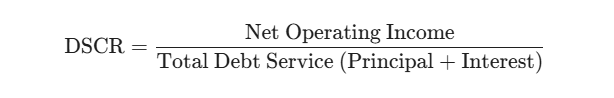 DSCR = Net Operating Income
Total Debt Service (Principal + Interest)